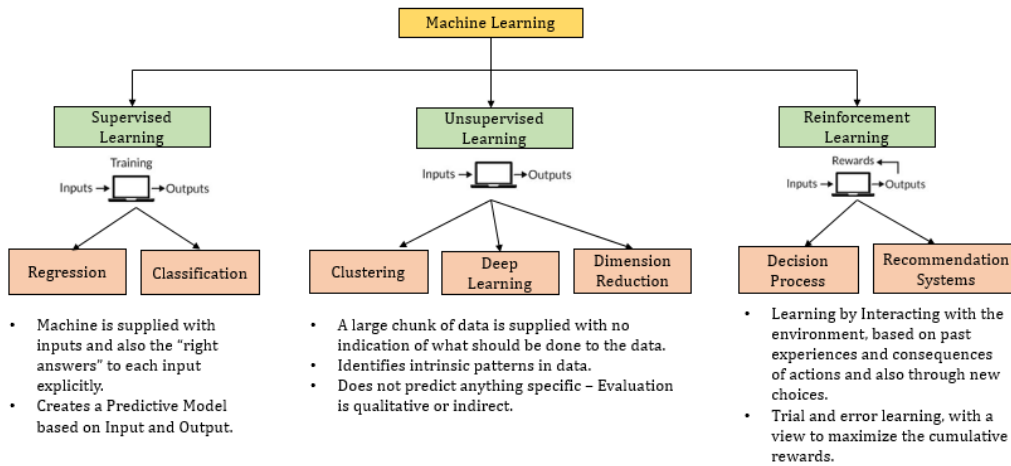 Machine Learning
Supervised
Learning
Unsupervised
Learning
Reinforcement
Learning
Training
Inputs
Outputs
Inputs
Outputs
Rewards
Inputs
Outputs
Regression
Classification
Clustering
Deep
Learning
Dimension
Reduction
Decision
Process
Recommendation
Systems
• Machine is supplied with
inputs and also the “right
answers” to each input
explicitly.
• Creates a Predictive Model
based on Input and Output.
• A large chunk of data is supplied with no
indication of what should be done to the data.
• Identifies intrinsic patterns in data.
• Does not predict anything specific – Evaluation
is qualitative or indirect.
• Learning by Interacting with the
environment, based on past
experiences and consequences
of actions and also through new
choices.
• Trial and error learning, with a
view to maximize the cumulative
rewards.